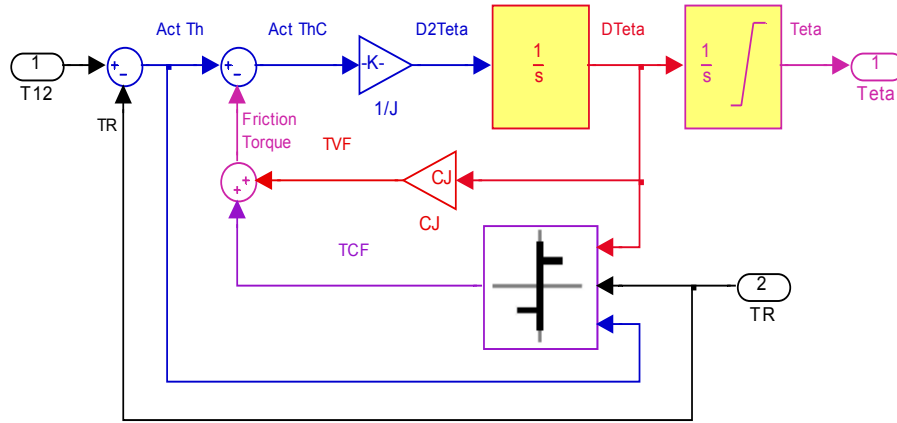 Act Th
Act ThC
D2Teta
DTeta
Teta
1
T12
+
-
+
-
-K-
1/J
1
s
1
s
1
Teta
TR
Friction
Torque
TVF
+
+
CJ
CJ
TCF
2
TR